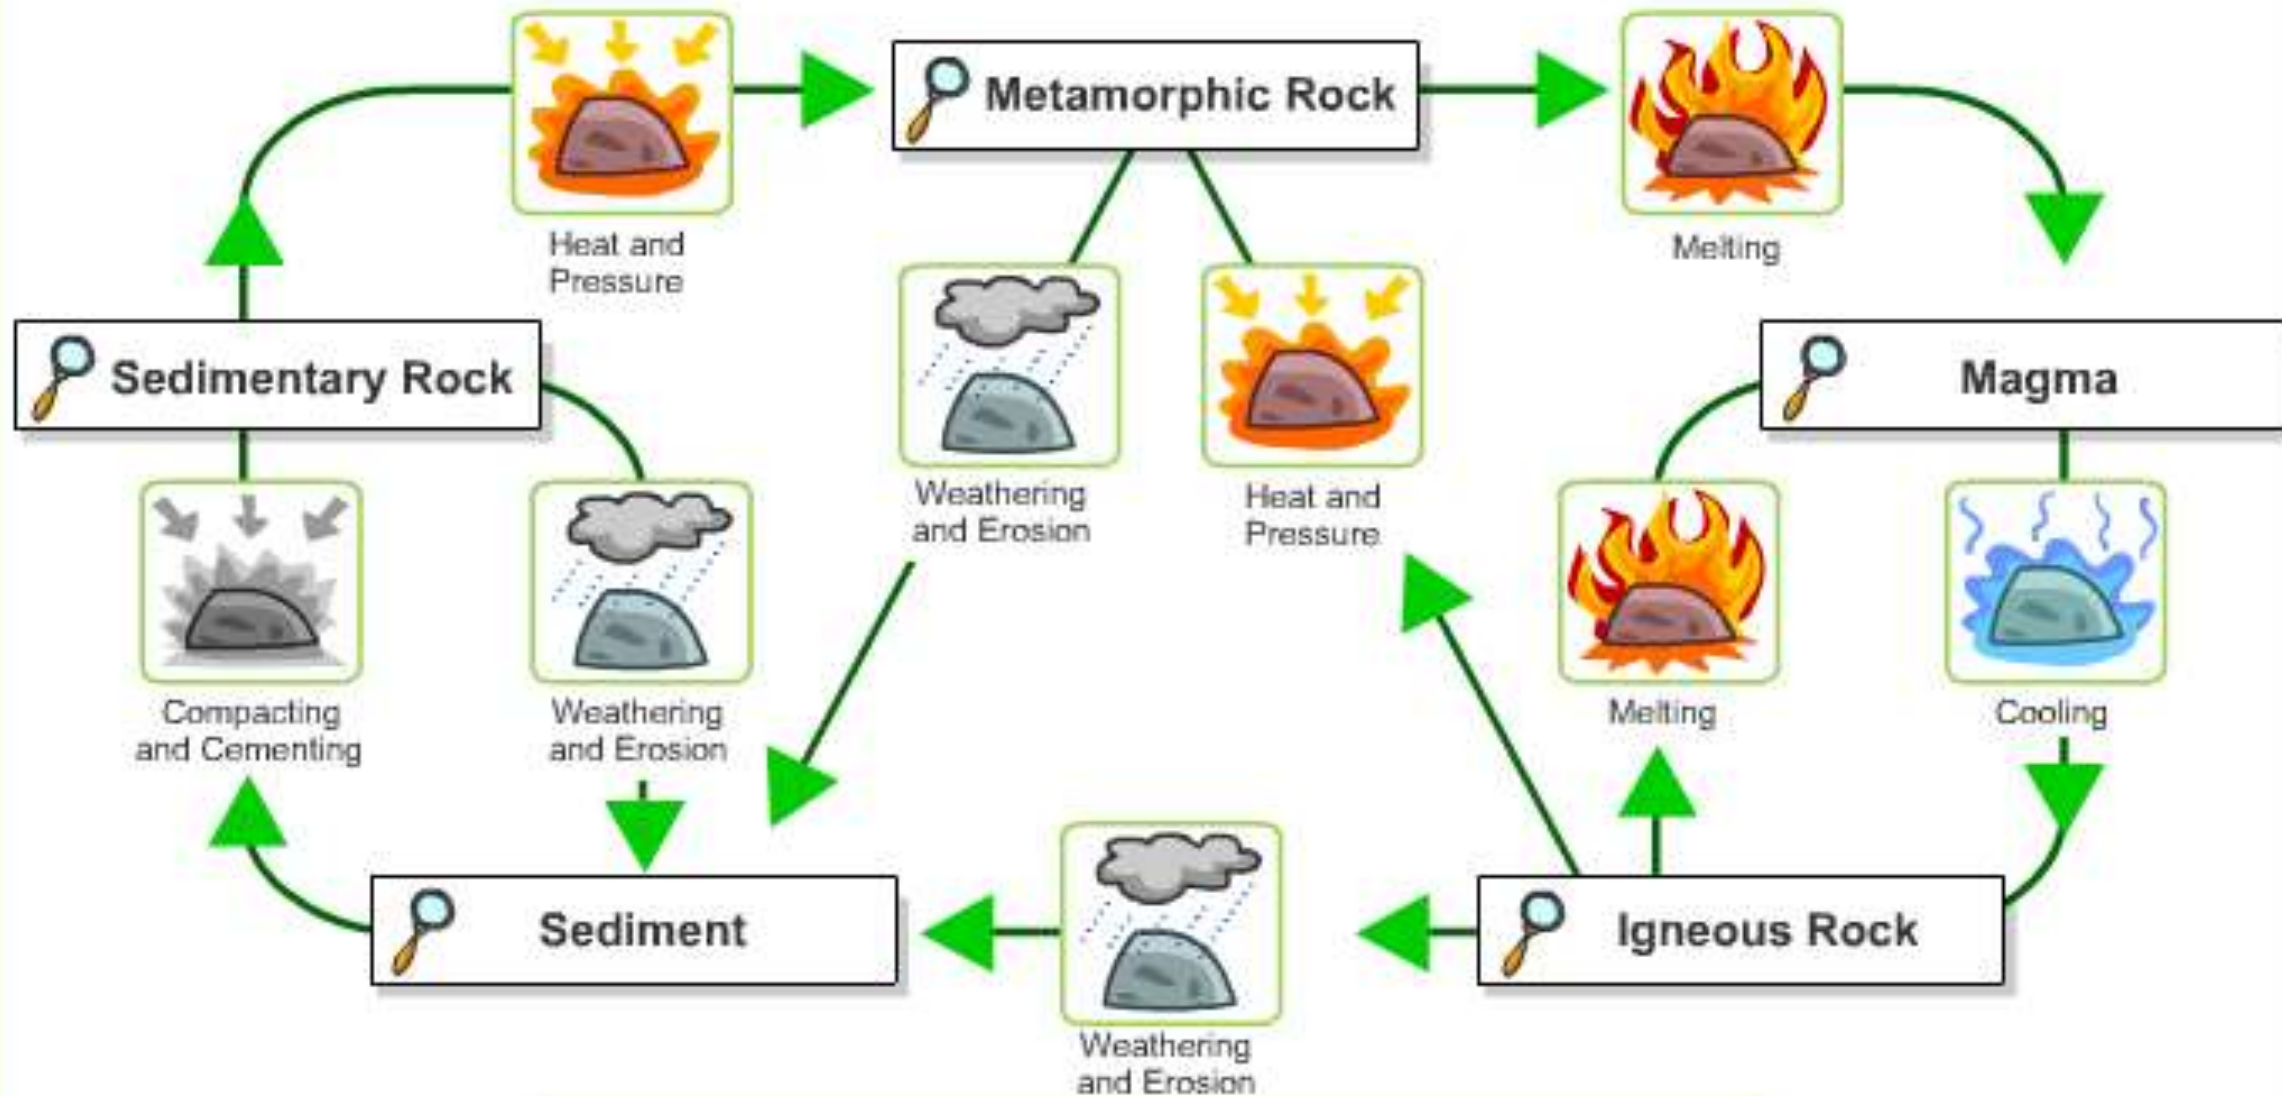 Metamorphic Rock
Heat and
Pressure
Melting
Sedimentary Rock
Magma
Weathering
and Erosion
Heat and
Pressure
Compacting
and Cementing
Weathering
and Erosion
Melting
Cooling
Sediment
Igneous Rock
Weathering
and Erosion